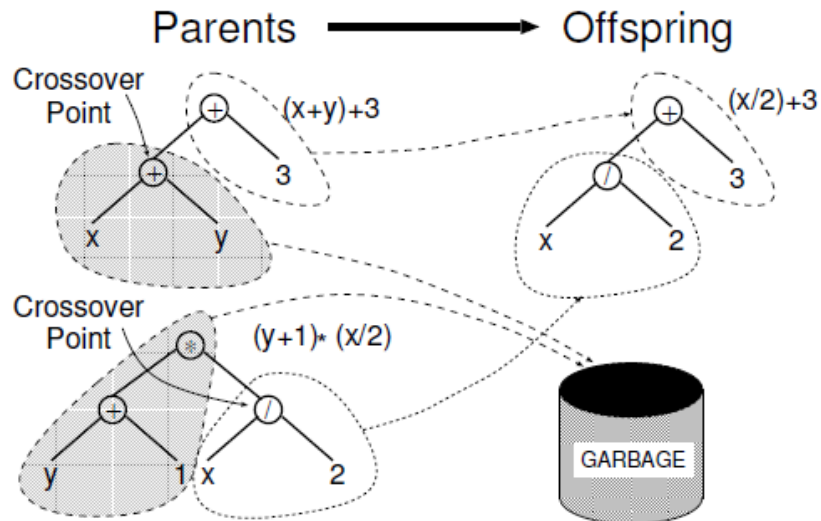 Parents Offspring
Crossover
Point
+
(x+y)+3
+
3
x
y
+
(x/2)+3
/
3
x
2
Crossover
Point
*
(y+1)* (x/2)
+
/
y
1
x
2
GARBAGE